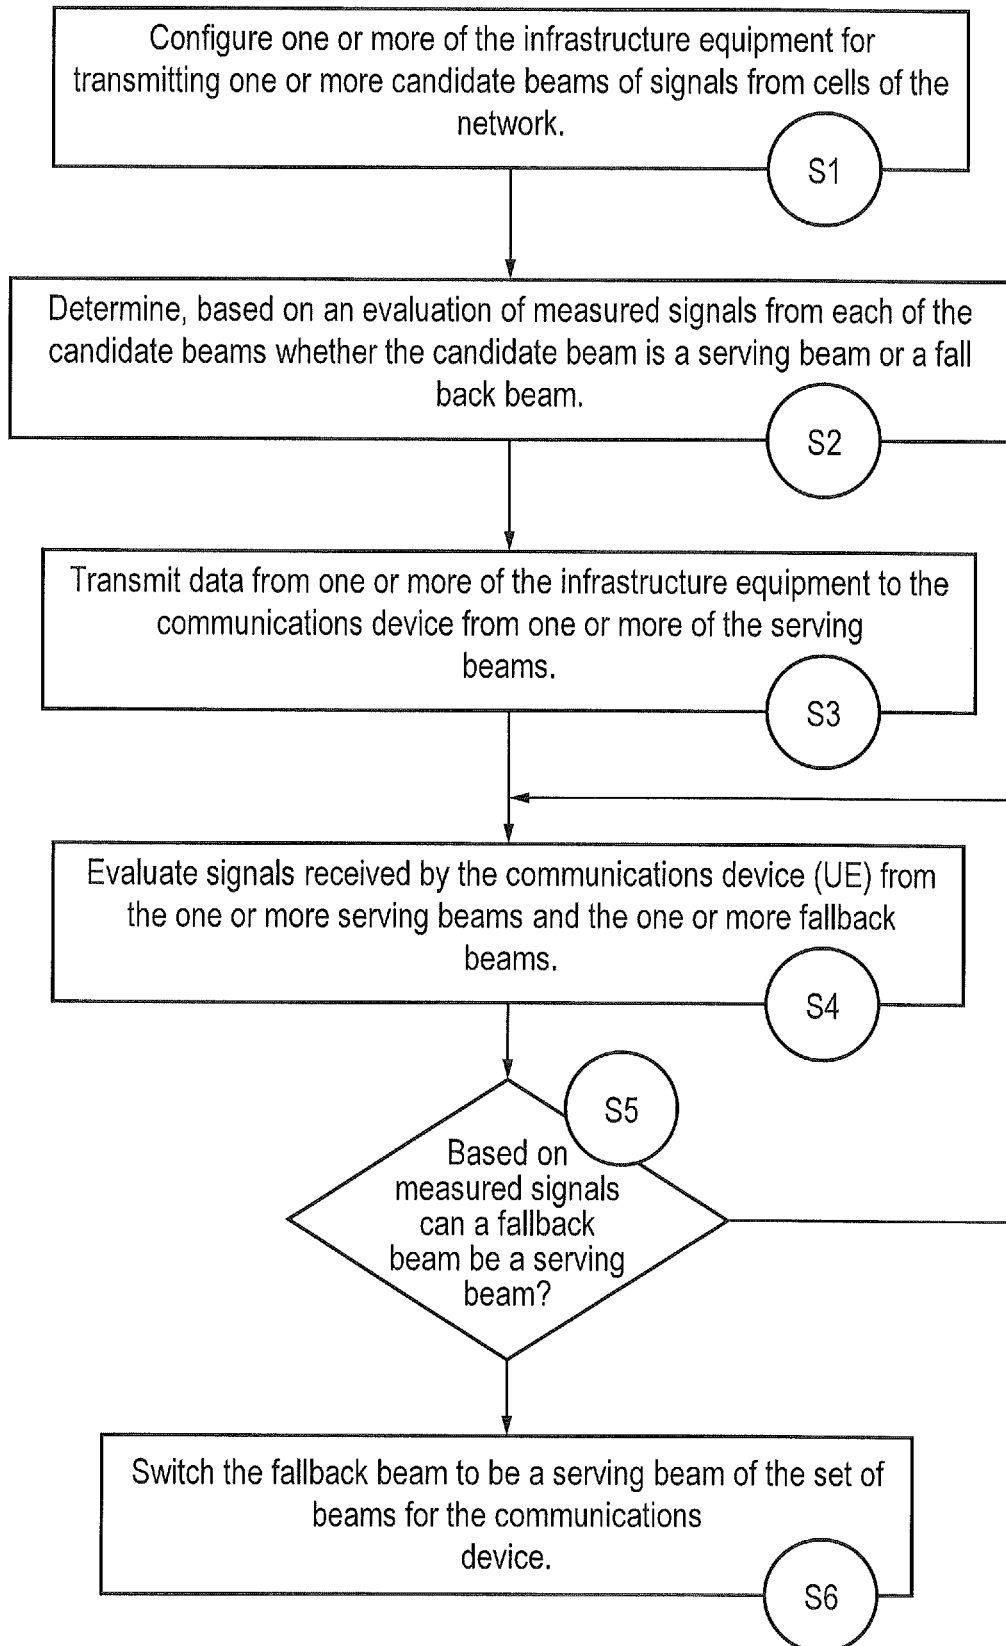 Configure one or more of the infrastructure equipment for
transmitting one or more candidate beams of signals from cells of the
network.
S1
Determine, based on an evaluation of measured signals from each of the
candidate beams whether the candidate beam is a serving beam or a fall
back beam.
S2
Transmit data from one or more of the infrastructure equipment to the
communications device from one or more of the serving
beams.
S3
Evaluate signals received by the communications device (UE) from
the one or more serving beams and the one or more fallback
beams.
S4
S5
Based on
measured signals
can a fallback
beam be a serving
beam?
Switch the fallback beam to be a serving beam of the set of
beams for the communications
device.
S6